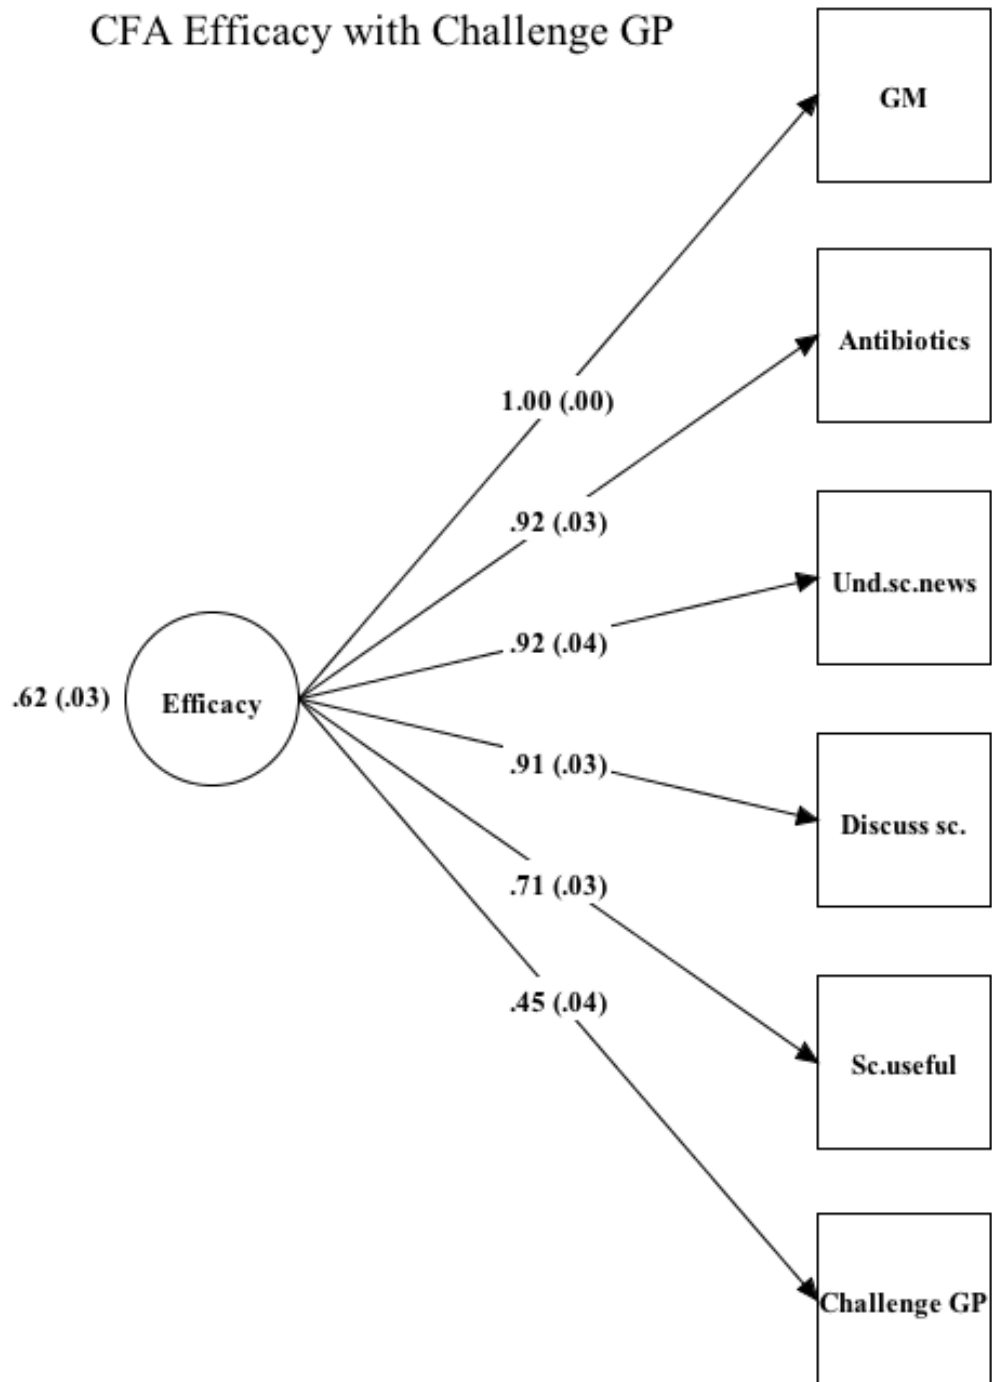 CFA Efficacy with Challenge GP
GM
Antibiotics
1.00 (.00)
.92 (.03)
Und.sc.news
.92 (.04)
.62 (.03)
Efficacy
.91 (.03)
Discuss sc.
.71 (.03)
.45 (.04)
Sc.useful
Challenge GP